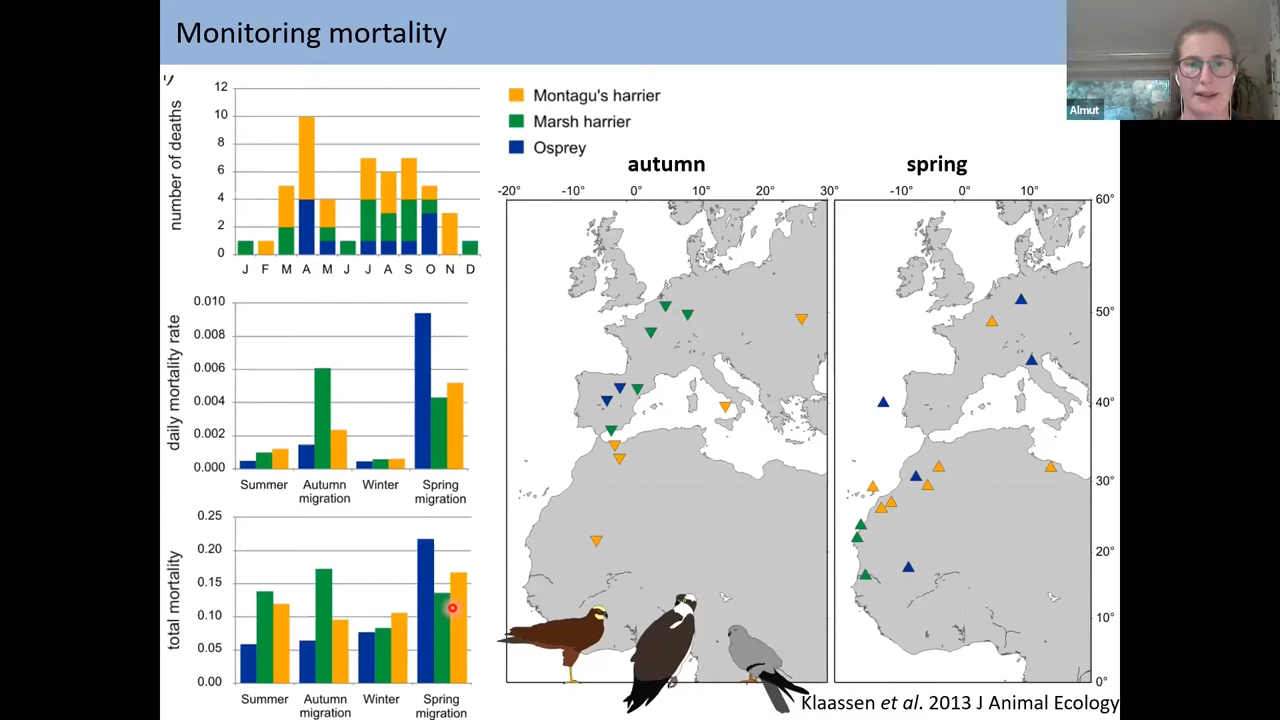 Monitoring mortality
Almut
number of deaths
12
10
8
6
4
2
0
J F M A M J J A S O N D
Montagu's harrier
Marsh harrier
Osprey
daily mortality rate
0.010
0.008
0.006
0.004
0.002
0.000
Summer Autumn migration Winter Spring migration
total mortality
0.25
0.20
0.15
0.10
0.05
0.00
Summer Autumn migration Winter Spring migration
autumn
-20° -10° 0° 10° 20° 30°
spring
-10° 0° 10°
60°
50°
40°
30°
20°
10°
0°
Klaassen et al. 2013 J Animal Ecology